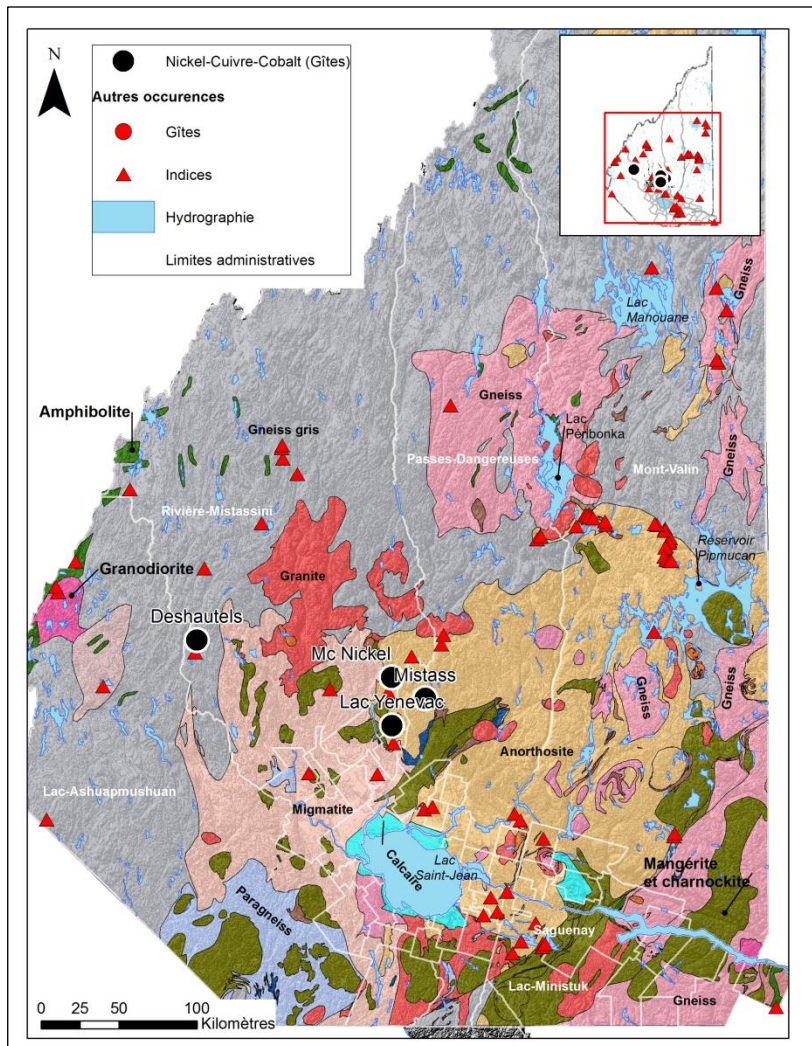 N
Nickel-Cuivre-Cobalt (Gîtes)
Autres occurences
Gîtes
Indices
Hydrographie
Limites administratives
Lac
Manouane
Gneiss
Gneiss
Amphibolite
Gneiss gris
Passes-Dangereuses
Lac
Péribonka
Mont-Valin
Gneiss
Rivière-Mistassini
Réservoir
Pipmucan
Granite
Granodiorite
Deshautels
Mc Nickel
Mistass
Lac Yenevac
Gneiss
Gneiss
Anorthosite
Lac-Ashuapmushuan
Migmatite
Calcaire
Lac
Saint-Jean
Mangérite
et charnockite
Paragneiss
Saguenay
Lac-Ministuk
Gneiss
0 25 50 100
Kilomètres